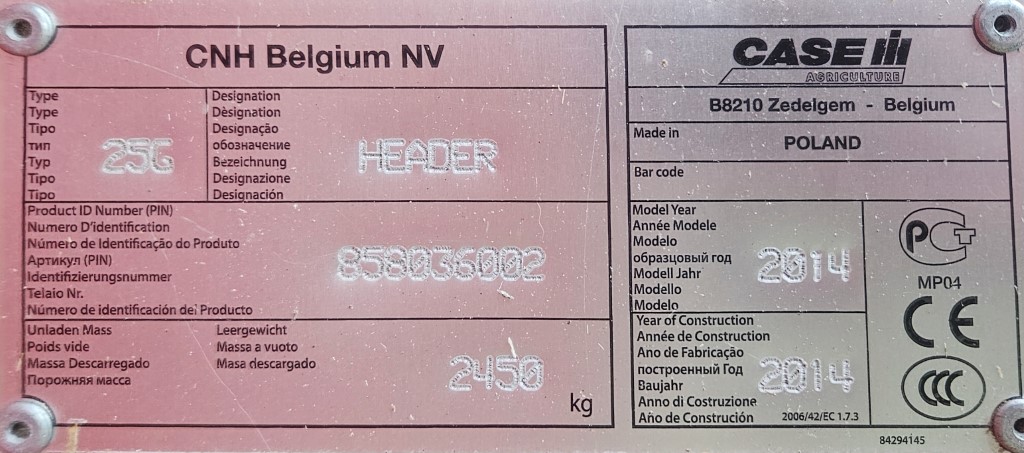 CNH Belgium NV
Type
Type
Tipo
тип
Typ
Tipo
Tipo
25G
Designation
Dèsignation
Designação
обозначение
Bezeichnung
Designazione
Designación
HEADER
Product ID Number (PIN)
Numero D'identification
Número de Identificação do Produto
Артикул (PIN)
Identifizierungsnummer
Telaio Nr.
Número de identificación del Producto
858036002
Unladen Mass
Poids vide
Massa Descarregado
Порожняя масса
Leergewicht
Massa a vuoto
Masa descargado
2450
kg
CASE IH
AGRICULTURE
B8210 Zedelgem - Belgium
Made in
POLAND
Bar code
Model Year
Année Modele
Modelo
образцовый год
Modell Jahr
Modello
Modelo
2014
Year of Construction
Année de Construction
Ano de Fabricação
построенный Год
Baujahr
Anno di Costruzione
Año de Construción
2014
2006/42/EC 1.7.3
PCT
MP04
CE
CCC
84294145